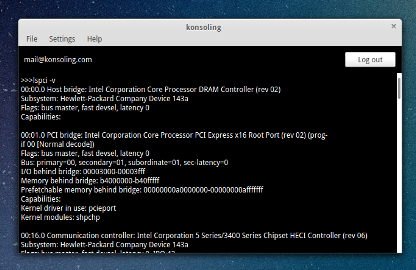 konsoling
File Settings Help
mail@konsoling.com Log out
>>>lspci -v
00:00.0 Host bridge: Intel Corporation Core Processor DRAM Controller (rev 02)
Subsystem: Hewlett-Packard Company Device 143a
Flags: bus master, fast devsel, latency 0
Capabilities:
00:01.0 PCI bridge: Intel Corporation Core Processor PCI Express x16 Root Port (rev 02) (prog-
if 00 [Normal decode])
Flags: bus master, fast devsel, latency 0
Bus: primary=00, secondary=01, subordinate=01, sec-latency=0
I/O behind bridge: 00003000-00003fff
Memory behind bridge: b4000000-b40fffff
Prefetchable memory behind bridge: 00000000a0000000-00000000afffffff
Capabilities:
Kernel driver in use: pcieport
Kernel modules: shpchp
00:16.0 Communication controller: Intel Corporation 5 Series/3400 Series Chipset HECI Controller (rev 06)
Subsystem: Hewlett-Packard Company Device 143a